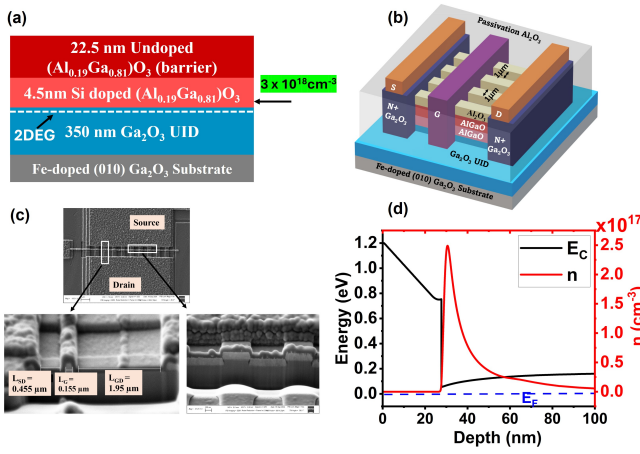 (a)
22.5 nm Undoped
(Al0.19Ga0.81)O3 (barrier)
4.5nm Si doped (Al0.19Ga0.81)O3
3 x 1018cm-3
2DEG
350 nm Ga2O3 UID
Fe-doped (010) Ga2O3 Substrate
(b)
Passivation Al2O3
S
1μm
1μm
N+
Ga2O3
G
Al2O3
AlGaO
AlGaO
D
N+
Ga2O3
Ga2O3 UID
Fe-doped (010) Ga2O3 Substrate
(c)
Source
Drain
LSD =
0.455 μm
LG =
0.155 μm
LGD =
1.95 μm
(d)
x1017
1.2
1.0
0.8
0.6
0.4
0.2
0.0
Energy (eV)
EC
n
EF
3.0
2.5
2.0
1.5
1.0
0.5
0.0
n (cm-3)
0 20 40 60 80 100
Depth (nm)